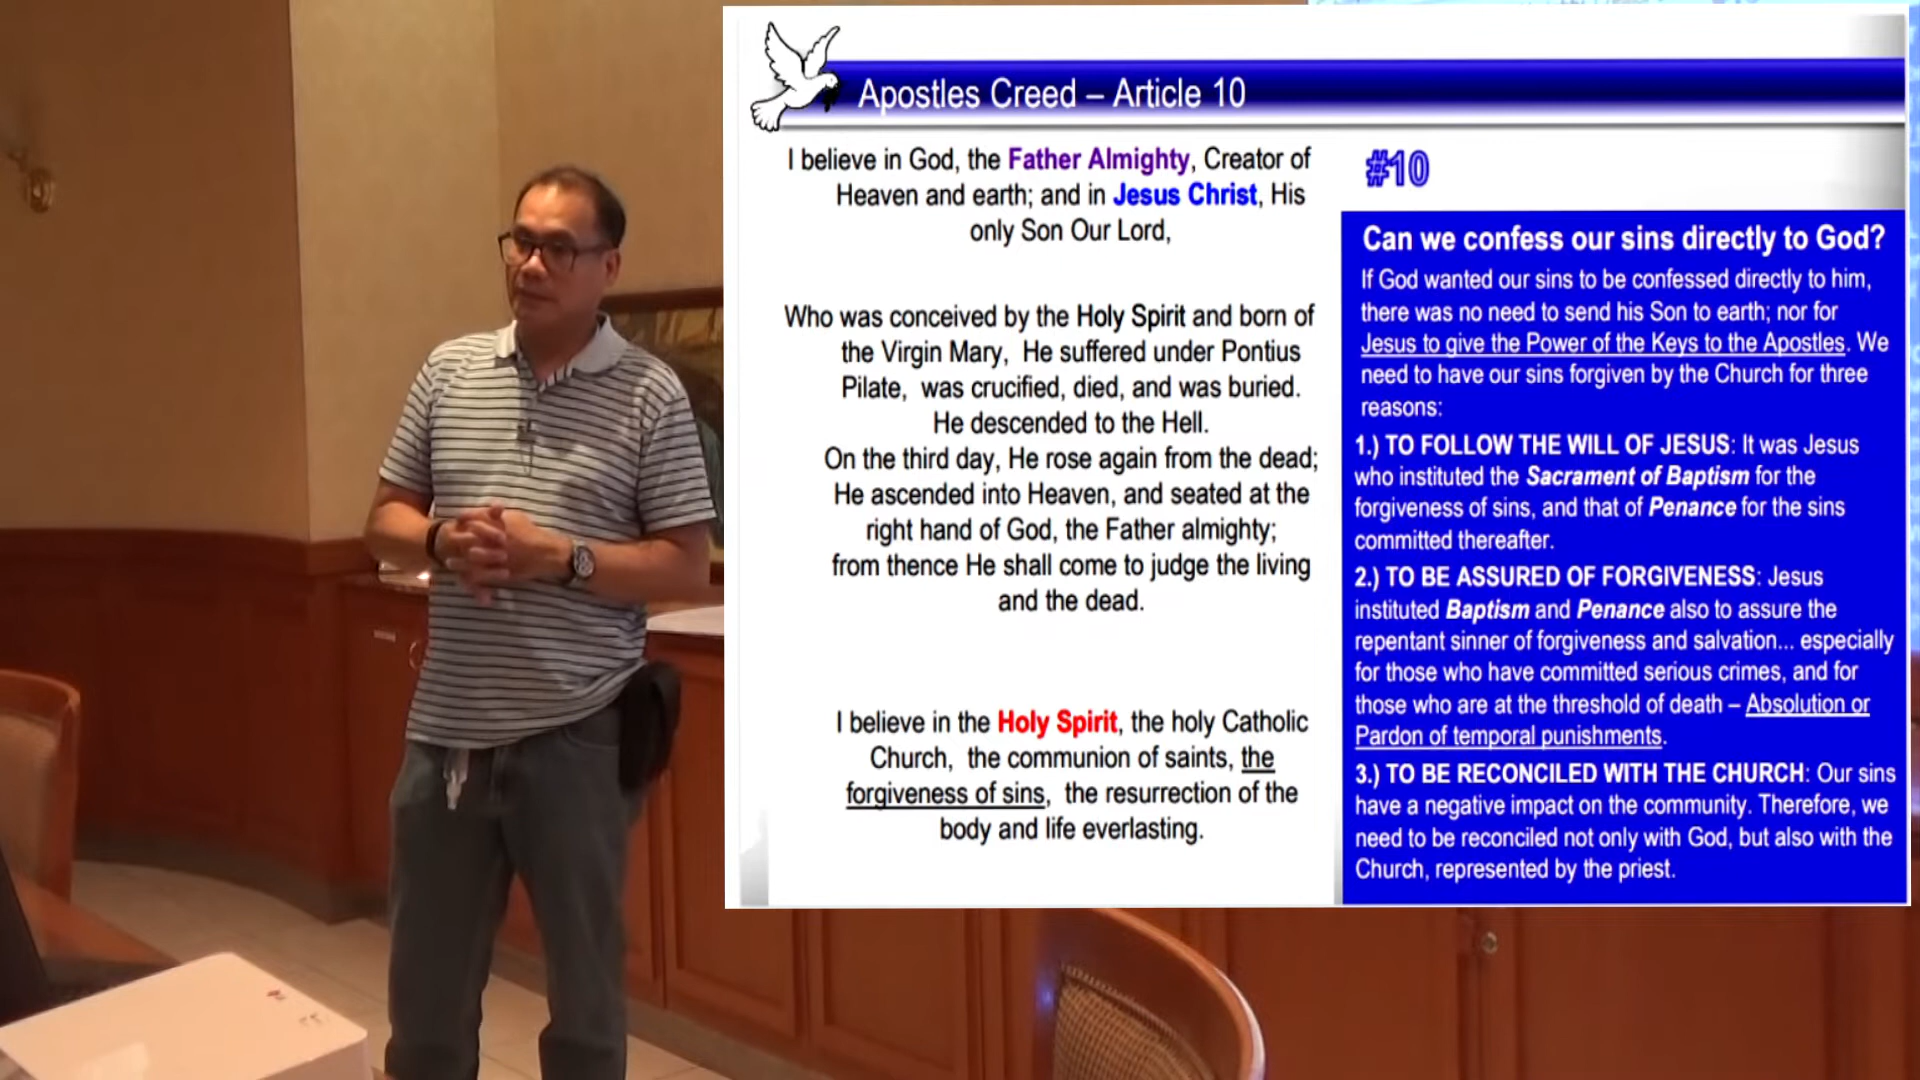 Apostles Creed – Article 10
I believe in God, the Father Almighty, Creator of
Heaven and earth; and in Jesus Christ, His
only Son Our Lord,
Who was conceived by the Holy Spirit and born of
the Virgin Mary, He suffered under Pontius
Pilate, was crucified, died, and was buried.
He descended to the Hell.
On the third day, He rose again from the dead;
He ascended into Heaven, and seated at the
right hand of God, the Father almighty;
from thence He shall come to judge the living
and the dead.
I believe in the Holy Spirit, the holy Catholic
Church, the communion of saints, the
forgiveness of sins, the resurrection of the
body and life everlasting.
#10
Can we confess our sins directly to God?
If God wanted our sins to be confessed directly to him,
there was no need to send his Son to earth; nor for
Jesus to give the Power of the Keys to the Apostles. We
need to have our sins forgiven by the Church for three
reasons:
1.) TO FOLLOW THE WILL OF JESUS: It was Jesus
who instituted the Sacrament of Baptism for the
forgiveness of sins, and that of Penance for the sins
committed thereafter.
2.) TO BE ASSURED OF FORGIVENESS: Jesus
instituted Baptism and Penance also to assure the
repentant sinner of forgiveness and salvation... especially
for those who have committed serious crimes, and for
those who are at the threshold of death – Absolution or
Pardon of temporal punishments.
3.) TO BE RECONCILED WITH THE CHURCH: Our sins
have a negative impact on the community. Therefore, we
need to be reconciled not only with God, but also with the
Church, represented by the priest.